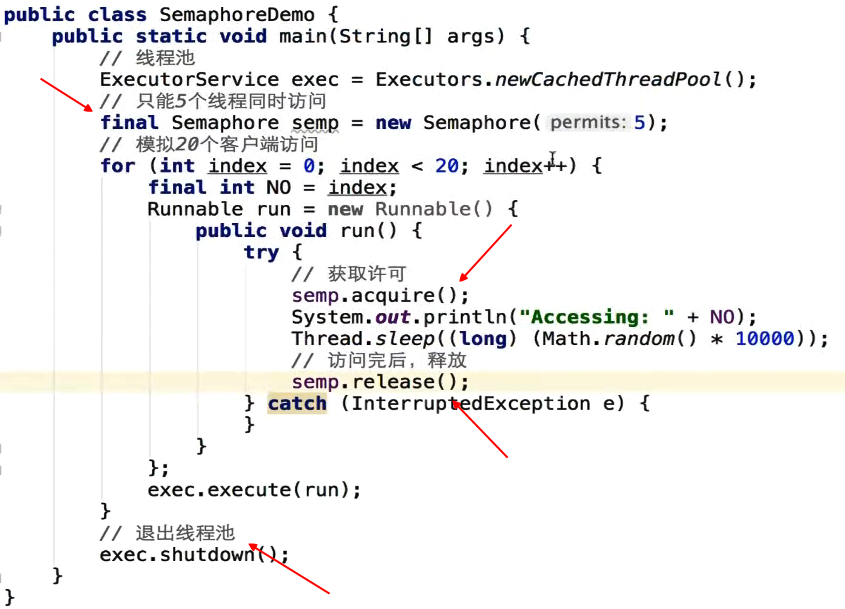 public class SemaphoreDemo {
    public static void main(String[] args) {
        // 线程池
        ExecutorService exec = Executors.newCachedThreadPool();
        // 只能5个线程同时访问
        final Semaphore semp = new Semaphore( permits: 5);
        // 模拟20个客户端访问
        for (int index = 0; index < 20; index++) {
            final int NO = index;
            Runnable run = new Runnable() {
                public void run() {
                    try {
                        // 获取许可
                        semp.acquire();
                        System.out.println("Accessing: " + NO);
                        Thread.sleep((long) (Math.random() * 10000));
                        // 访问完后，释放
                        semp.release();
                    } catch (InterruptedException e) {
                    }
                }
            };
            exec.execute(run);
        }
        // 退出线程池
        exec.shutdown();
    }
}